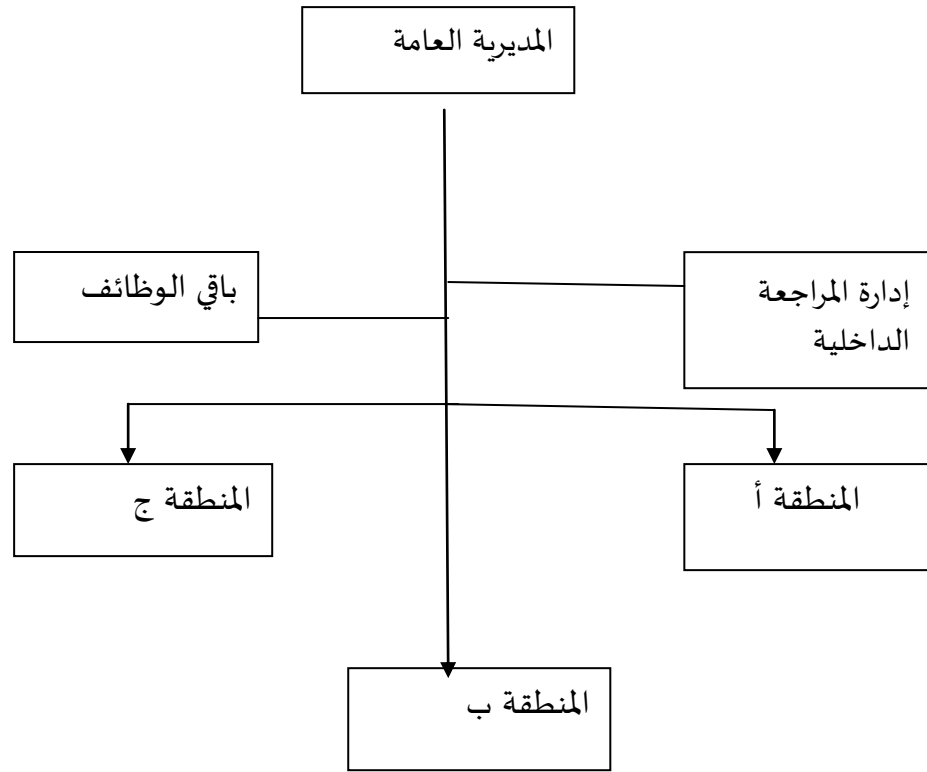 المديرية العامة
إدارة المراجعة
الداخلية
باقي الوظائف
المنطقة أ
المنطقة ج
المنطقة ب